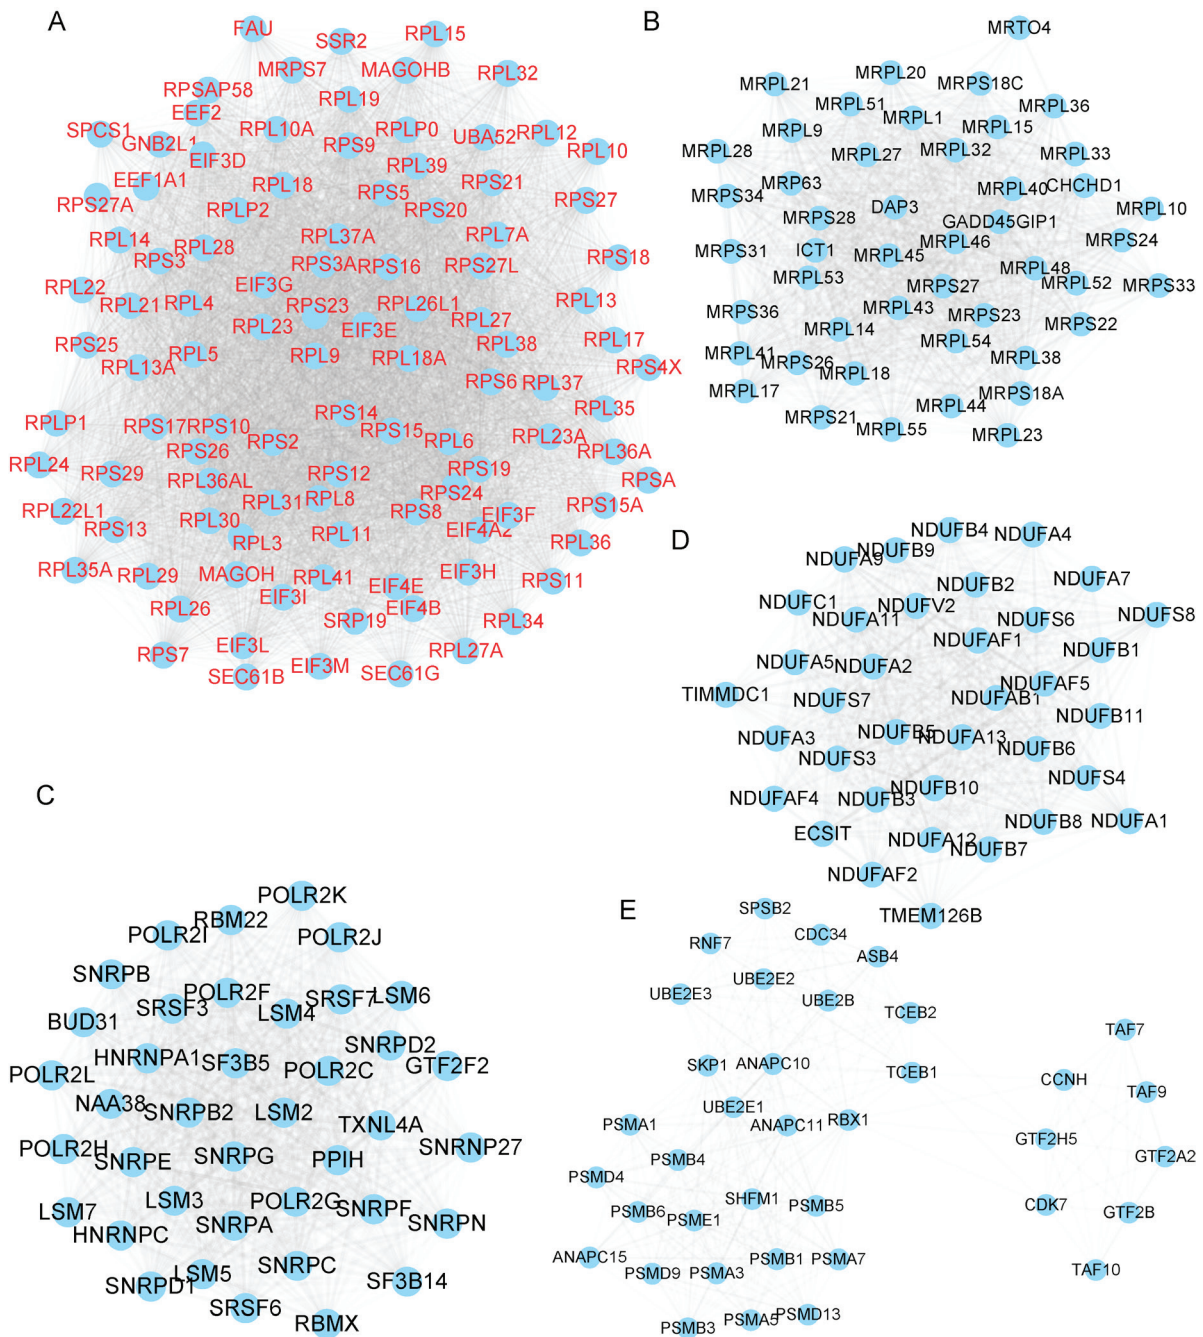 A
FAU
SSR2
RPL15
MRPS7
MAGOHB
RPL32
RPSAP58
RPL19
EEF2
SPCS1
RPL10A
RPLP0
UBA52
RPL12
GNB2L1
RPS9
RPL10
EIF3D
RPL39
EEF1A1
RPL18
RPS5
RPS21
RPS27A
RPLP2
RPS20
RPS27
RPL14
RPL28
RPL37A
RPL7A
RPS3
RPS3A
RPS16
RPS27L
RPS18
RPL22
EIF3G
RPL21
RPL4
RPS23
RPL26L1
RPL13
RPL23
EIF3E
RPL27
RPS25
RPL5
RPL9
RPL18A
RPL38
RPL17
RPL13A
RPS6
RPL37
RPS4X
RPLP1
RPS17
RPS10
RPS14
RPL35
RPS26
RPS2
RPS15
RPL6
RPL23A
RPL36A
RPL24
RPS29
RPL36AL
RPS12
RPS19
RPSA
RPS24
RPL22L1
RPL31
RPL8
RPS8
EIF3F
RPS15A
RPS13
RPL30
RPL3
RPL11
EIF4A2
RPL36
RPL35A
RPL29
MAGOH
RPL41
EIF4E
EIF3H
RPS11
RPL26
EIF3I
SRP19
EIF4B
RPL34
RPS7
EIF3L
EIF3M
RPL27A
SEC61B
SEC61G
B
MRTO4
MRPL21
MRPL20
MRPS18C
MRPL51
MRPL1
MRPL36
MRPL9
MRPL15
MRPL28
MRPL27
MRPL32
MRPL33
MRPS34
MRP63
MRPL40
CHCHD1
MRPS28
DAP3
GADD45GIP1
MRPL10
MRPS31
ICT1
MRPL45
MRPL46
MRPS24
MRPL53
MRPS27
MRPL48
MRPL52
MRPS33
MRPS36
MRPL14
MRPL43
MRPS23
MRPS22
MRPL41
MRPS26
MRPL18
MRPL54
MRPL38
MRPL17
MRPS21
MRPL44
MRPS18A
MRPL55
MRPL23
D
NDUFB4
NDUFA4
NDUFA9
NDUFB9
NDUFC1
NDUFV2
NDUFB2
NDUFA7
NDUFA11
NDUFS6
NDUFS8
NDUFAF1
NDUFA5
NDUFA2
NDUFB1
TIMMDC1
NDUFS7
NDUFAB1
NDUFAF5
NDUFA3
NDUFB5
NDUFA13
NDUFB11
NDUFS3
NDUFB6
NDUFAF4
NDUFB3
NDUFB10
NDUFS4
ECSIT
NDUFA12
NDUFB7
NDUFB8
NDUFA1
NDUFAF2
TMEM126B
C
POLR2K
RBM22
POLR2I
POLR2J
SNRPB
POLR2F
SRSF3
SRSF7
LSM6
BUD31
LSM4
HNRNPA1
SF3B5
SNRPD2
POLR2L
POLR2C
GTF2F2
NAA38
SNRPB2
LSM2
TXNL4A
POLR2H
SNRPE
SNRPG
PPIH
SNRNP27
LSM7
LSM3
POLR2G
SNRPF
HNRNPC
SNRPA
SNRPN
SNRPD1
LSM5
SNRPC
SF3B14
SRSF6
RBMX
E
SPSB2
RNF7
CDC34
ASB4
UBE2E3
UBE2E2
UBE2B
TCEB2
TAF7
SKP1
ANAPC10
TCEB1
CCNH
TAF9
UBE2E1
PSMA1
ANAPC11
RBX1
GTF2H5
PSMB4
GTF2A2
PSMD4
SHFM1
PSMB6
PSME1
PSMB5
CDK7
GTF2B
ANAPC15
PSMD9
PSMA3
PSMB1
PSMA7
TAF10
PSMB3
PSMA5
PSMD13